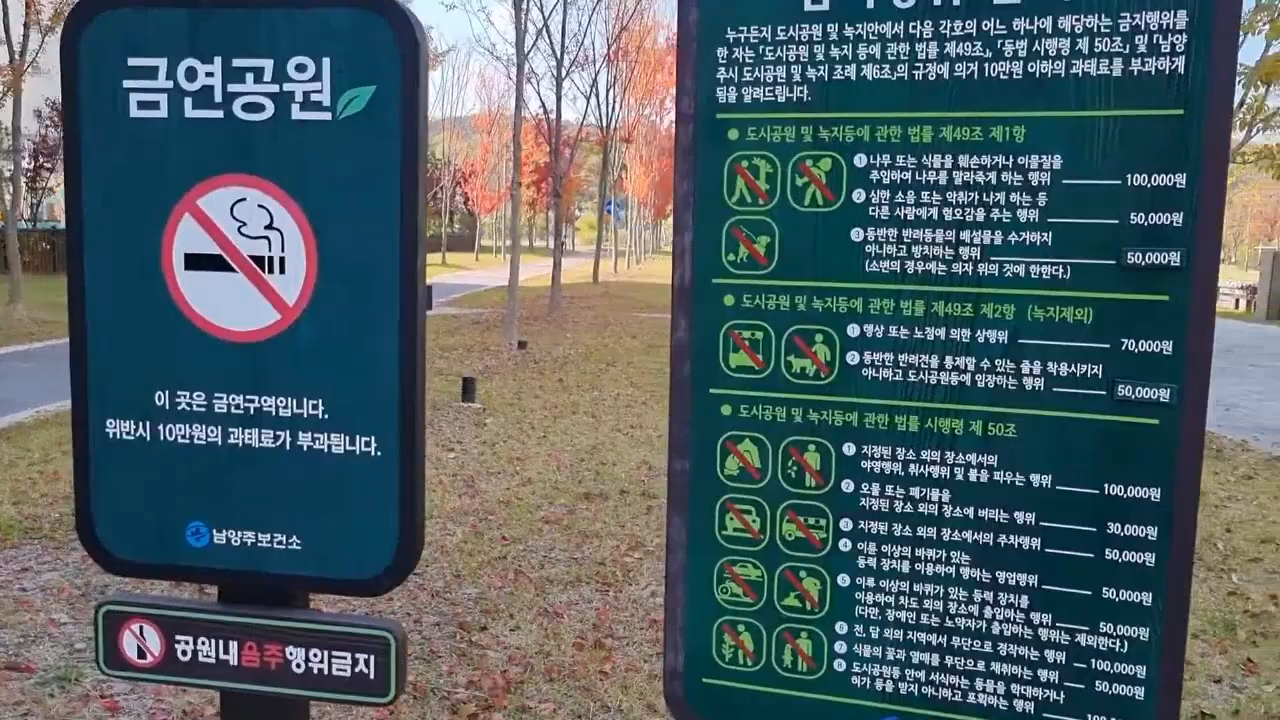 금연공원
이 곳은 금연구역입니다.
위반시 10만원의 과태료가 부과됩니다.
남양주보건소
공원내음주행위금지
누구든지 도시공원 및 녹지안에서 다음 각호의 어느 하나에 해당하는 금지행위를
한 자는 「도시공원 및 녹지 등에 관한 법률 제49조」, 「동법 시행령 제 50조」 및 「남양
주시 도시공원 및 녹지 조례 제6조」의 규정에 의거 10만원 이하의 과태료를 부과하게
됨을 알려드립니다.
도시공원 및 녹지등에 관한 법률 제49조 제1항
1 나무 또는 식물을 훼손하거나 이물질을
주입하여 나무를 말라죽게 하는 행위 100,000원
2 심한 소음 또는 악취가 나게 하는 등
다른 사람에게 혐오감을 주는 행위 50,000원
3 동반한 반려동물의 배설물을 수거하지
아니하고 방치하는 행위 50,000원
(소변의 경우에는 의자 위의 것에 한한다.)
도시공원 및 녹지등에 관한 법률 제49조 제2항 (녹지제외)
1 행상 또는 노점에 의한 상행위 70,000원
2 동반한 반려견을 통제할 수 있는 줄을 착용시키지
아니하고 도시공원등에 입장하는 행위 50,000원
도시공원 및 녹지등에 관한 법률 시행령 제 50조
1 지정된 장소 외의 장소에서의
야영행위, 취사행위 및 불을 피우는 행위 100,000원
2 오물 또는 폐기물을
지정된 장소 외의 장소에 버리는 행위 30,000원
3 지정된 장소 외의 장소에서의 주차행위 50,000원
4 이륜 이상의 바퀴가 있는
동력 장치를 이용하여 행하는 영업행위 50,000원
5 이륜 이상의 바퀴가 있는 동력 장치를
이용하여 차도 외의 장소에 출입하는 행위 50,000원
(다만, 장애인 또는 노약자가 출입하는 행위는 제외한다.)
6 전, 답 외의 지역에서 무단으로 경작하는 행위 100,000원
7 식물의 꽃과 열매를 무단으로 채취하는 행위 50,000원
8 도시공원등 안에 서식하는 동물을 학대하거나
허가 등을 받지 아니하고 포획하는 행위